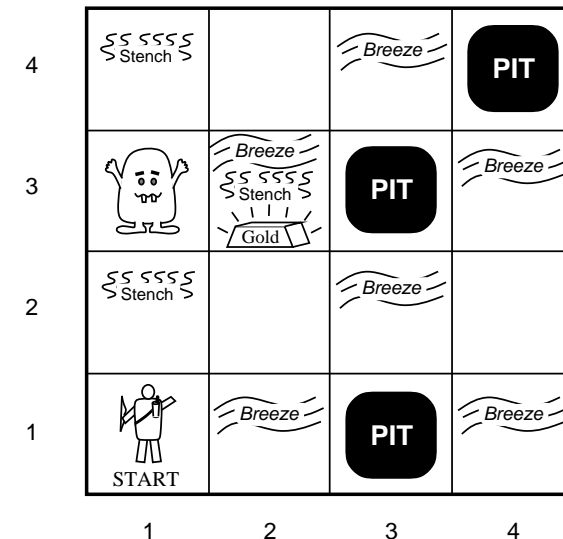 4
Stench
Breeze
PIT
3
Breeze
Stench
Gold
PIT
Breeze
2
Stench
Breeze
1
START
Breeze
PIT
Breeze
1 2 3 4